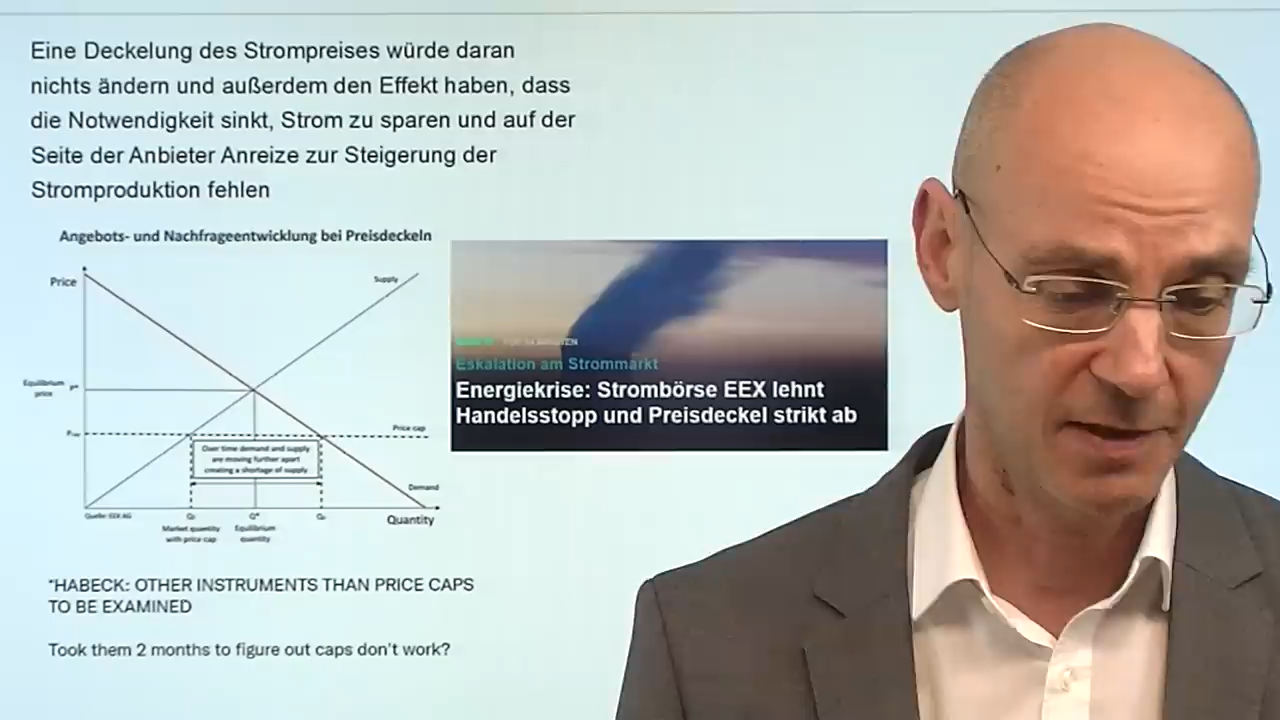 Eine Deckelung des Strompreises würde daran
nichts ändern und außerdem den Effekt haben, dass
die Notwendigkeit sinkt, Strom zu sparen und auf der
Seite der Anbieter Anreize zur Steigerung der
Stromproduktion fehlen
Angebots- und Nachfrageentwicklung bei Preisdeckeln
Price
Supply
Equilibrium
price
P*
Price cap
Over time demand and supply
are moving further apart
creating a shortage of supply
Demand
Quelle: EEX AG
Q*
Quantity
Market quantity
with price cap
Equilibrium
quantity
Eskalation am Strommarkt
Energiekrise: Strombörse EEX lehnt
Handelsstopp und Preisdeckel strikt ab
*HABECK: OTHER INSTRUMENTS THAN PRICE CAPS
TO BE EXAMINED
Took them 2 months to figure out caps don't work?